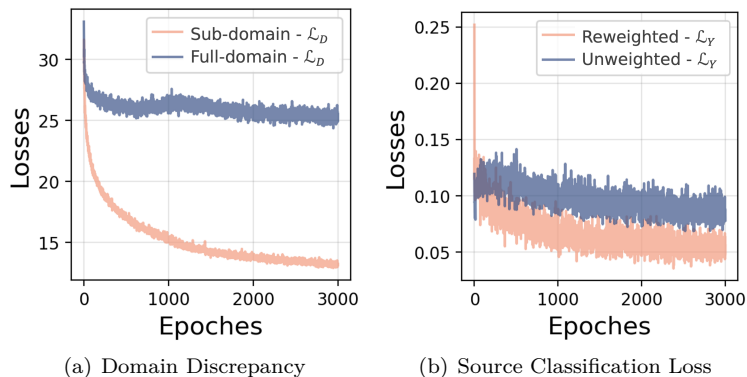 Sub-domain - ℒ_D
Full-domain - ℒ_D
30
25
20
15
Losses
0
1000
2000
3000
Epochs
(a) Domain Discrepancy
Reweighted - ℒ_Y
Unweighted - ℒ_Y
0.25
0.20
0.15
0.10
0.05
Losses
0
1000
2000
3000
Epochs
(b) Source Classification Loss